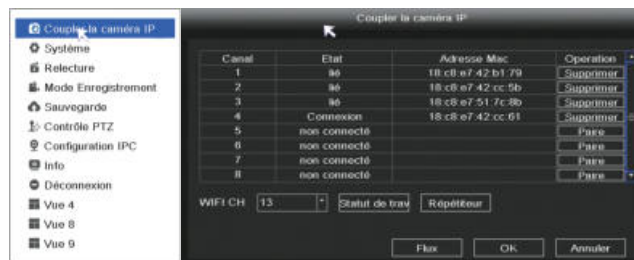 Coupler la caméra IP
Système
Relecture
Mode Enregistrement
Sauvegarde
Contrôle PTZ
Configuration IPC
Info
Déconnexion
Vue 4
Vue 8
Vue 9
Coupler la caméra IP
Canal Etat Adresse Mac Operation
1 lié 18:c8:e7:42:b1:79 Supprimer
2 lié 18:c8:e7:42:cc:5b Supprimer
3 lié 18:c8:e7:51:7c:8b Supprimer
4 Connexion 18:c8:e7:42:cc:61 Supprimer
5 non connecté Paire
6 non connecté Paire
7 non connecté Paire
8 non connecté Paire
WIFI CH 13 Statut de trav Répétiteur
Flux OK Annuler